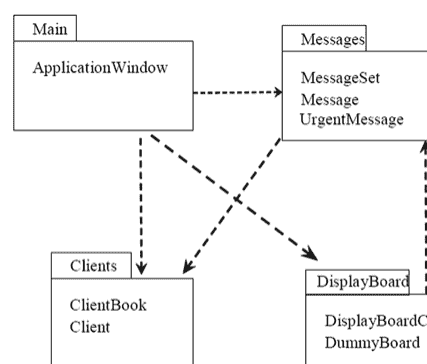 Main
ApplicationWindow
Messages
MessageSet
Message
UrgentMessage
Clients
ClientBook
Client
DisplayBoard
DisplayBoardC
DummyBoard